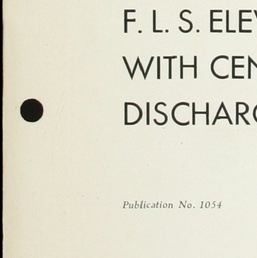 F. L. S. ELEV
WITH CEN
DISCHARG
Publication No. 1054